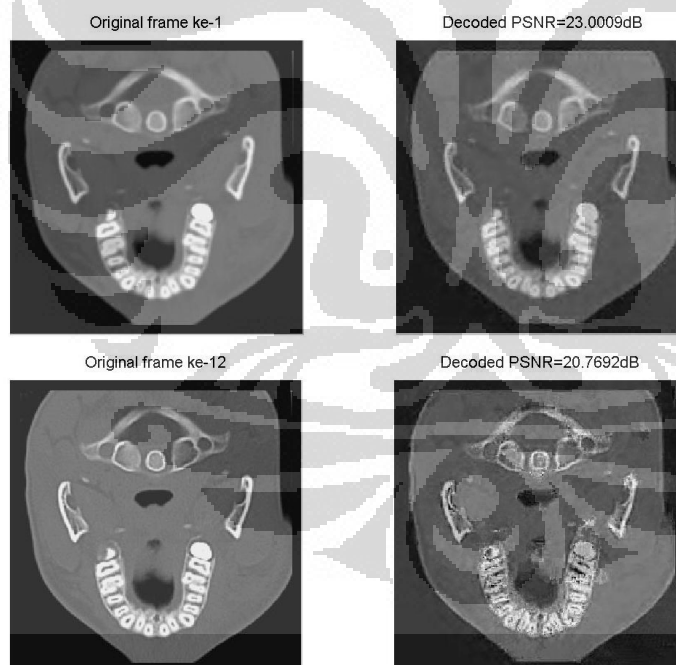 Original frame ke-1
Decoded PSNR=23.0009dB
Original frame ke-12
Decoded PSNR=20.7692dB